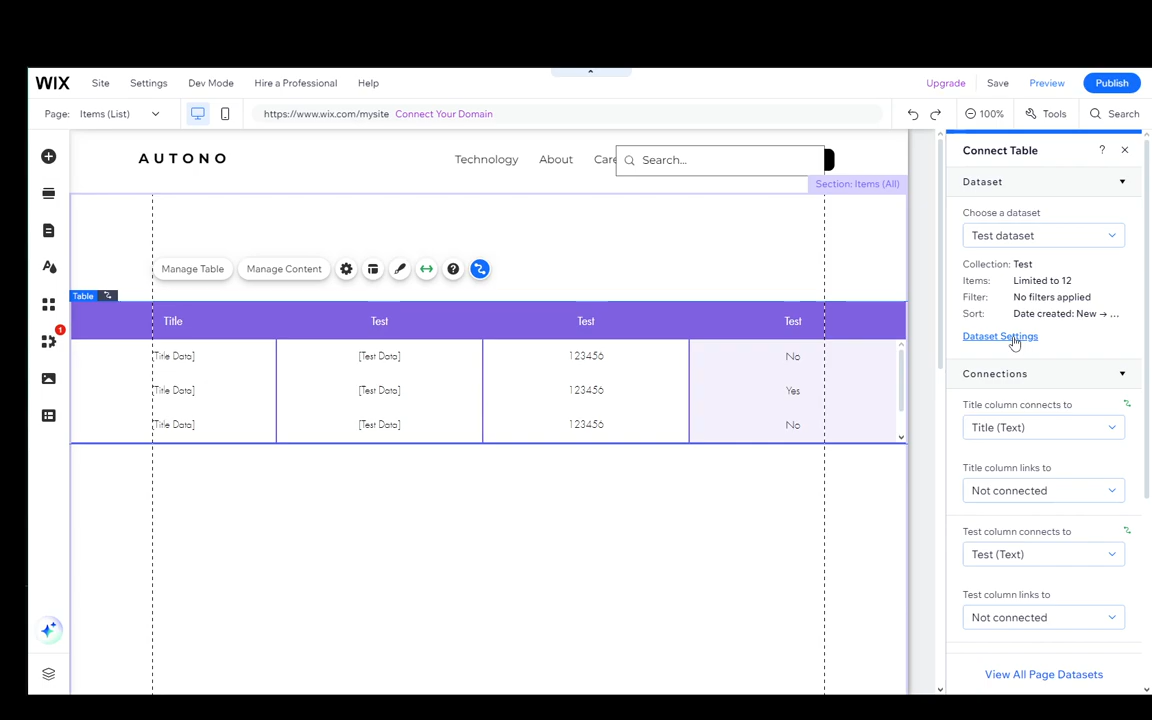 WIX Site Settings Dev Mode Hire a Professional Help Upgrade Save Preview Publish
Page: Items (List) https://www.wix.com/mysite Connect Your Domain 100% Tools Search
AUTONO Technology About Care Search...
Section: Items (All)
Manage Table Manage Content
Table
Title Test Test Test
[Title Data] [Test Data] 123456 No
[Title Data] [Test Data] 123456 Yes
[Title Data] [Test Data] 123456 No
1
Connect Table ?
Dataset
Choose a dataset
Test dataset
Collection: Test
Items: Limited to 12
Filter: No filters applied
Sort: Date created: New → ...
Dataset Settings
Connections
Title column connects to
Title (Text)
Title column links to
Not connected
Test column connects to
Test (Text)
Test column links to
Not connected
View All Page Datasets